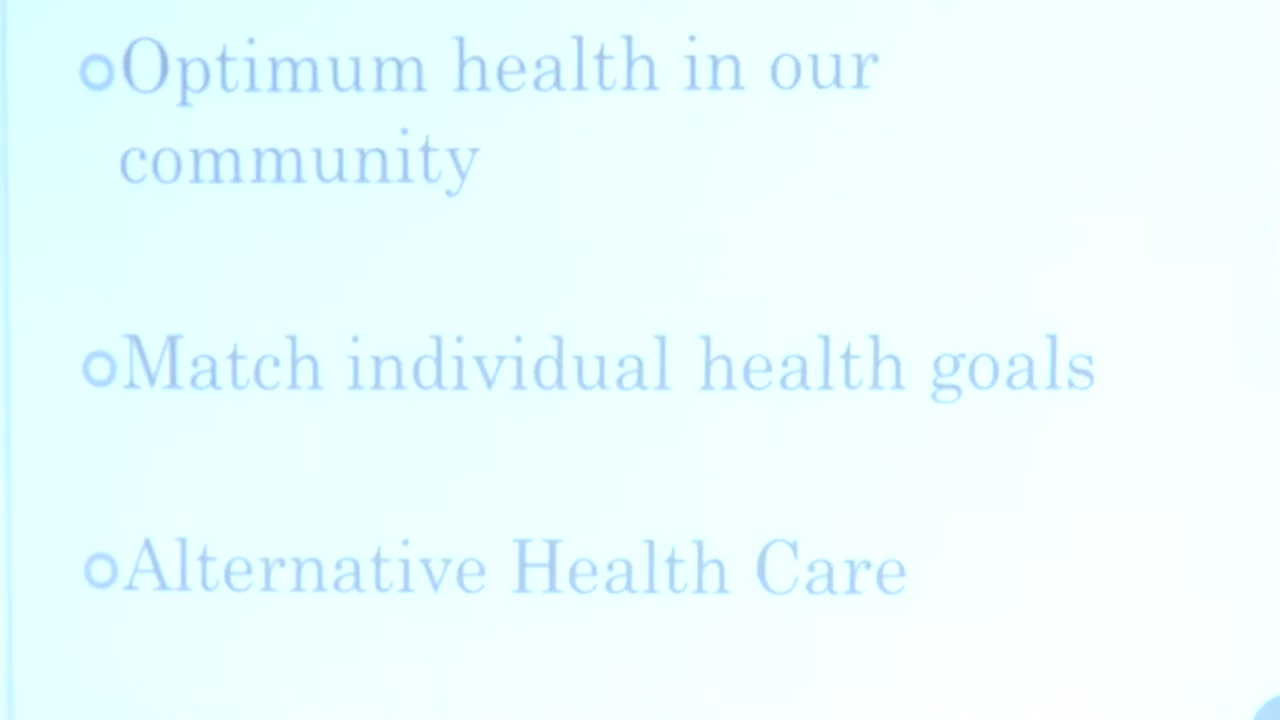 Optimum health in our
community
Match individual health goals
Alternative Health Care